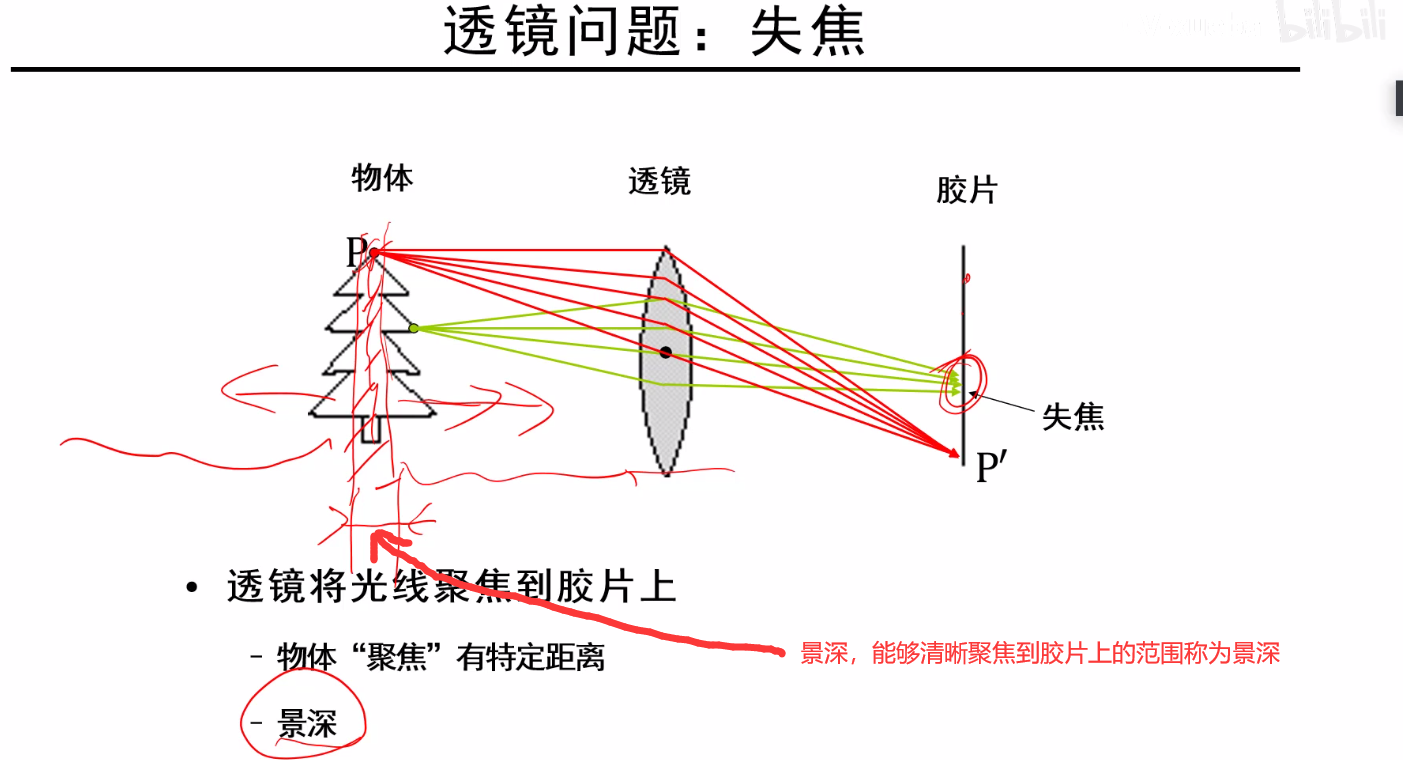 透镜问题：失焦
bilibili
物体
透镜
胶片
P
失焦
P′
• 透镜将光线聚焦到胶片上
– 物体“聚焦”有特定距离
景深，能够清晰聚焦到胶片上的范围称为景深
– 景深